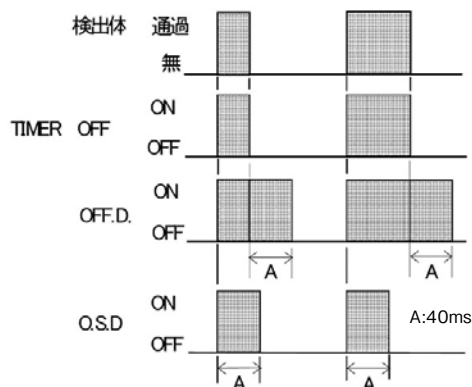 検出体 通過
無
ON
TIMER OFF
OFF
ON
OFF.D.
OFF
A A
ON
A:40ms
O.S.D
OFF
A A